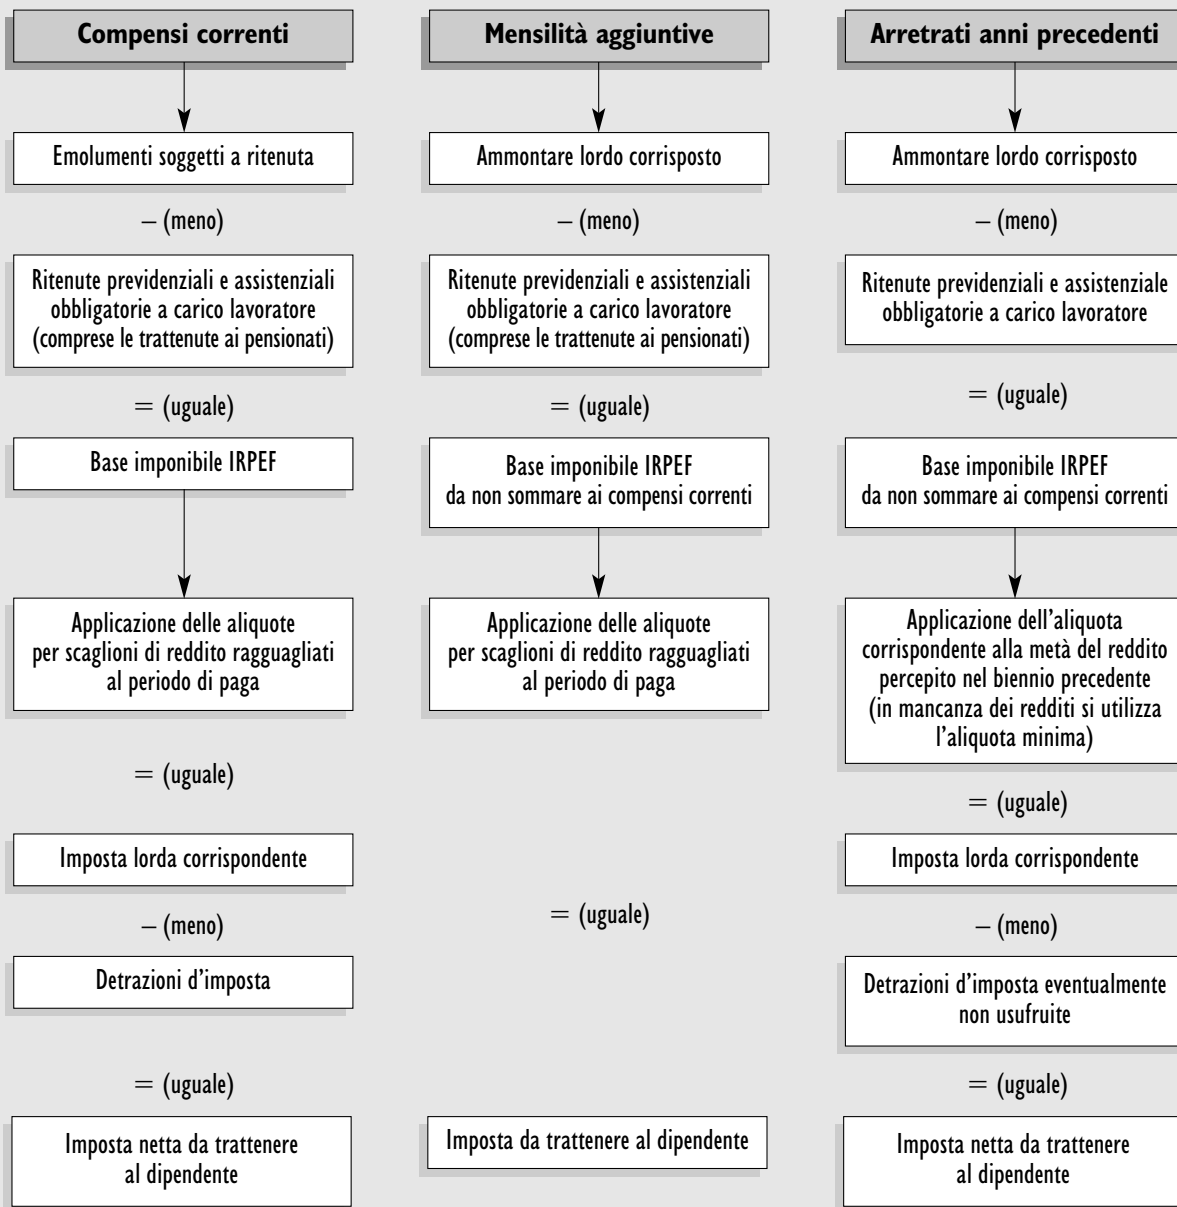 Compensi correnti
Emolumenti soggetti a ritenuta
– (meno)
Ritenute previdenziali e assistenziali
obbligatorie a carico lavoratore
(comprese le trattenute ai pensionati)
= (uguale)
Base imponibile IRPEF
Applicazione delle aliquote
per scaglioni di reddito ragguagliati
al periodo di paga
= (uguale)
Imposta lorda corrispondente
– (meno)
Detrazioni d'imposta
= (uguale)
Imposta netta da trattenere
al dipendente
Mensilità aggiuntive
Ammontare lordo corrisposto
– (meno)
Ritenute previdenziali e assistenziali
obbligatorie a carico lavoratore
(comprese le trattenute ai pensionati)
= (uguale)
Base imponibile IRPEF
da non sommare ai compensi correnti
Applicazione delle aliquote
per scaglioni di reddito ragguagliati
al periodo di paga
= (uguale)
Imposta da trattenere al dipendente
Arretrati anni precedenti
Ammontare lordo corrisposto
– (meno)
Ritenute previdenziali e assistenziale
obbligatorie a carico lavoratore
= (uguale)
Base imponibile IRPEF
da non sommare ai compensi correnti
Applicazione dell'aliquota
corrispondente alla metà del reddito
percepito nel biennio precedente
(in mancanza dei redditi si utilizza
l'aliquota minima)
= (uguale)
Imposta lorda corrispondente
– (meno)
Detrazioni d'imposta eventualmente
non usufruite
= (uguale)
Imposta netta da trattenere
al dipendente